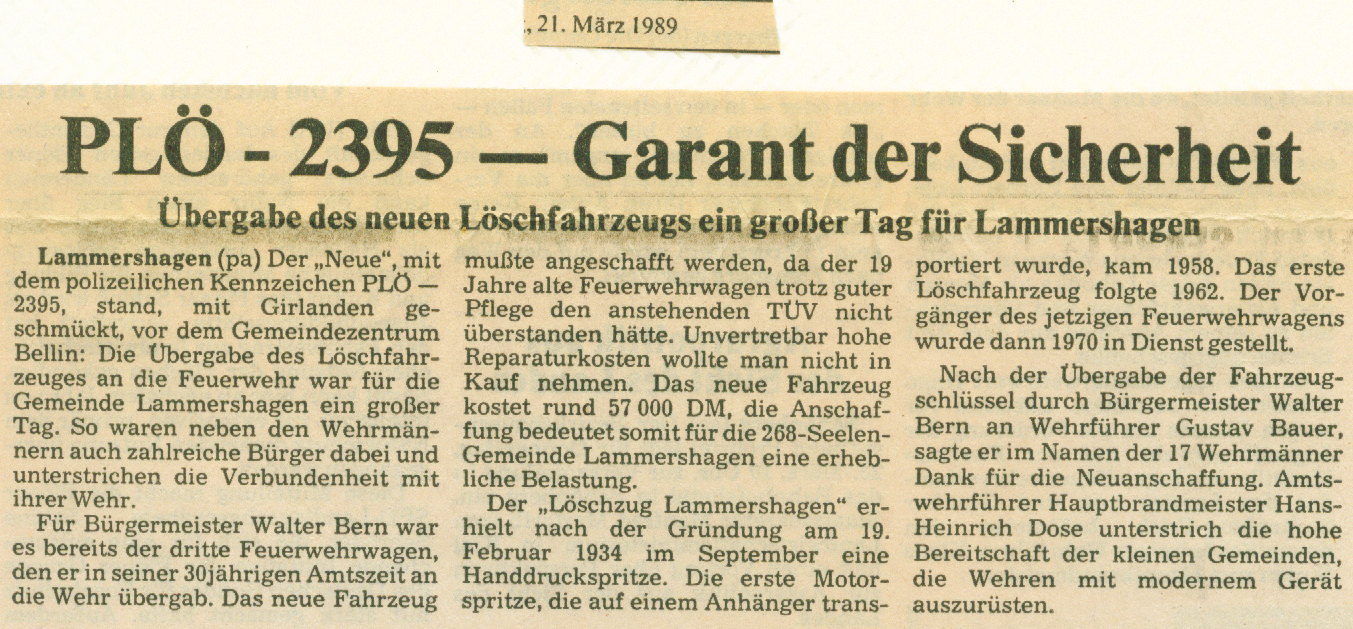 , 21. März 1989
PLÖ - 2395 — Garant der Sicherheit
Übergabe des neuen Löschfahrzeugs ein großer Tag für Lammershagen
Lammershagen (pa) Der „Neue“, mit
dem polizeilichen Kennzeichen PLÖ —
2395, stand, mit Girlanden ge-
schmückt, vor dem Gemeindezentrum
Bellin: Die Übergabe des Löschfahr-
zeuges an die Feuerwehr war für die
Gemeinde Lammershagen ein großer
Tag. So waren neben den Wehrmän-
nern auch zahlreiche Bürger dabei und
unterstrichen die Verbundenheit mit
ihrer Wehr.
Für Bürgermeister Walter Bern war
es bereits der dritte Feuerwehrwagen,
den er in seiner 30jährigen Amtszeit an
die Wehr übergab. Das neue Fahrzeug
mußte angeschafft werden, da der 19
Jahre alte Feuerwehrwagen trotz guter
Pflege den anstehenden TÜV nicht
überstanden hätte. Unvertretbar hohe
Reparaturkosten wollte man nicht in
Kauf nehmen. Das neue Fahrzeug
kostet rund 57 000 DM, die Anschaf-
fung bedeutet somit für die 268-Seelen-
Gemeinde Lammershagen eine erheb-
liche Belastung.
Der „Löschzug Lammershagen“ er-
hielt nach der Gründung am 19.
Februar 1934 im September eine
Handdruckspritze. Die erste Motor-
spritze, die auf einem Anhänger trans-
portiert wurde, kam 1958. Das erste
Löschfahrzeug folgte 1962. Der Vor-
gänger des jetzigen Feuerwehrwagens
wurde dann 1970 in Dienst gestellt.
Nach der Übergabe der Fahrzeug-
schlüssel durch Bürgermeister Walter
Bern an Wehrführer Gustav Bauer,
sagte er im Namen der 17 Wehrmänner
Dank für die Neuanschaffung. Amts-
wehrführer Hauptbrandmeister Hans-
Heinrich Dose unterstrich die hohe
Bereitschaft der kleinen Gemeinden,
die Wehren mit modernem Gerät
auszurüsten.